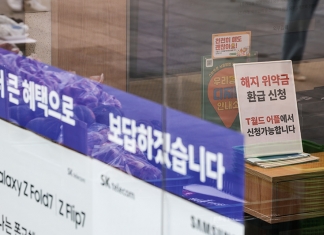 더 큰 혜택으로
보답하겠습니다
SK telecom
Galaxy Z Fold7 | Z Flip7
SAMSUNG
해지 위약금
환급 신청
T월드 어플에서
신청가능합니다